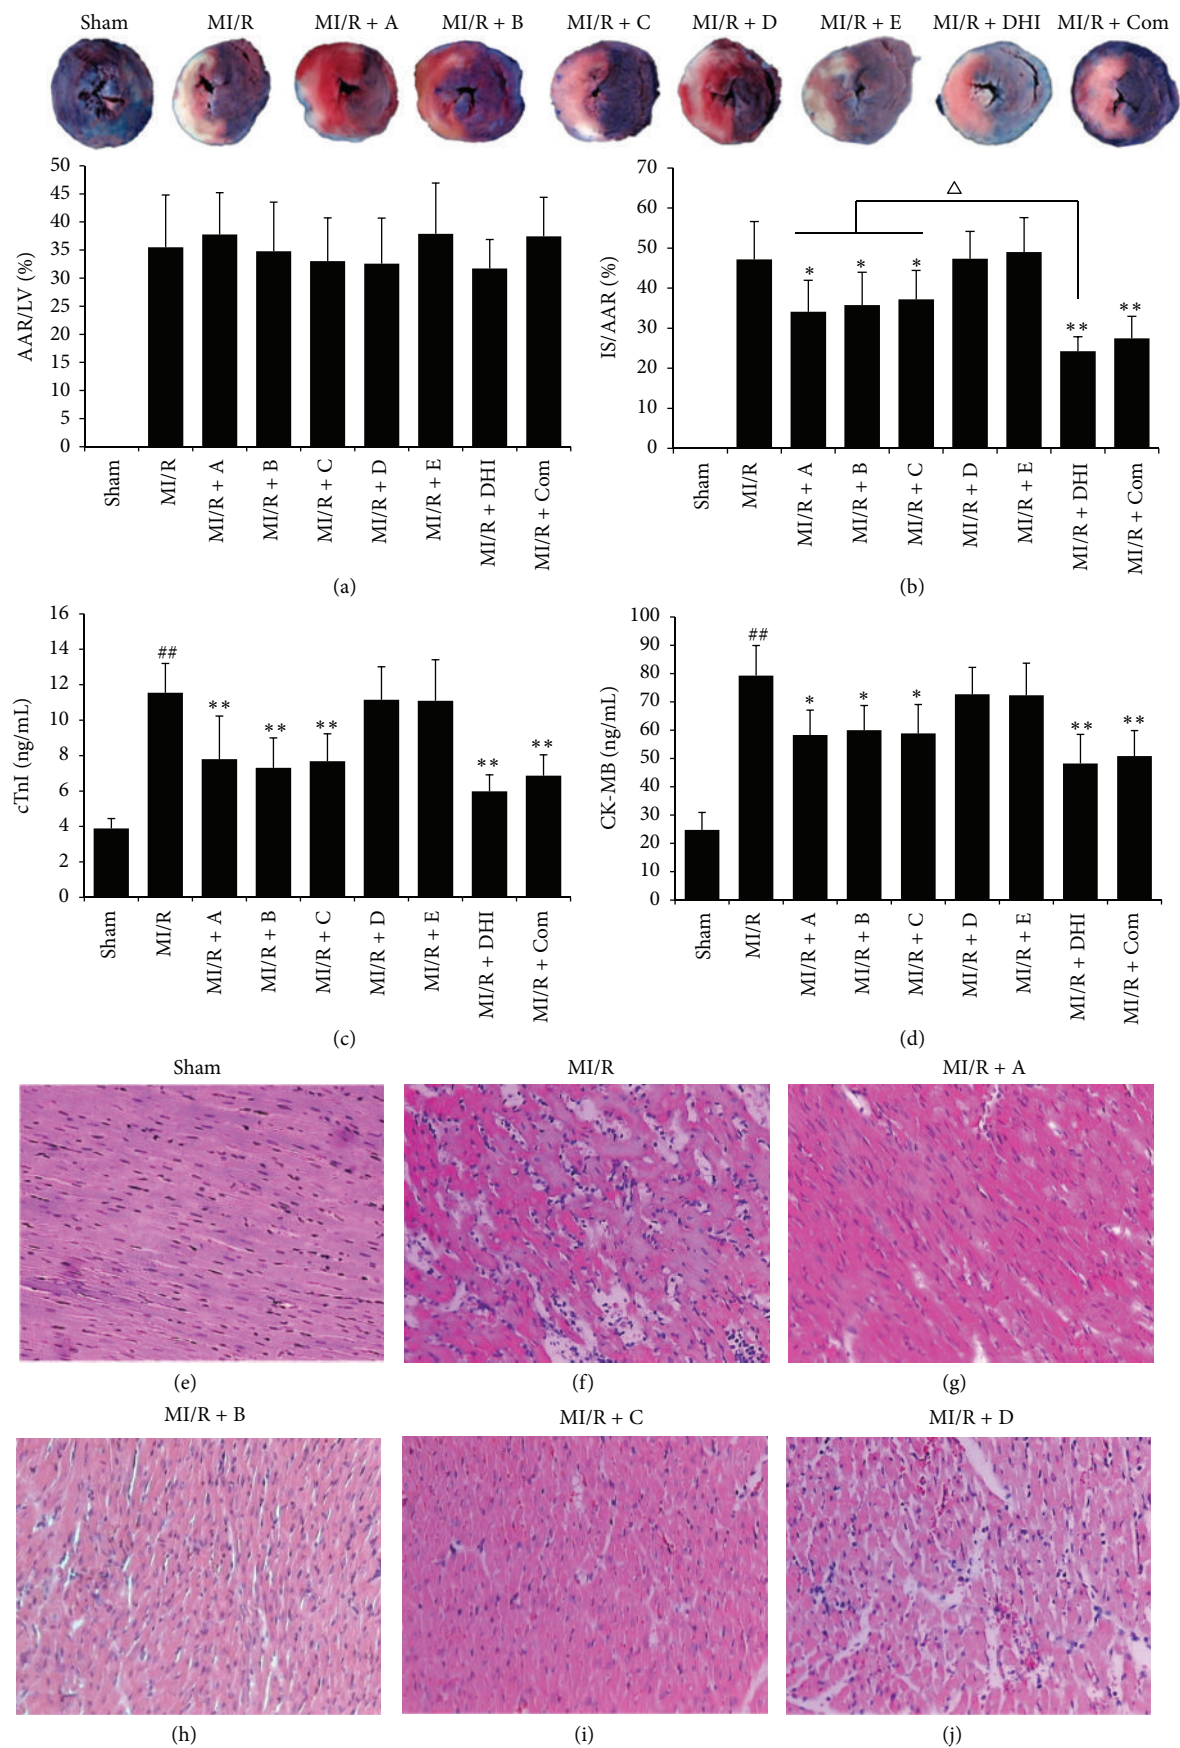 Sham MI/R MI/R + A MI/R + B MI/R + C MI/R + D MI/R + E MI/R + DHI MI/R + Com
50
45
40
35
30
25
20
15
10
5
0
AAR/LV (%)
Sham
MI/R
MI/R + A
MI/R + B
MI/R + C
MI/R + D
MI/R + E
MI/R + DHI
MI/R + Com
(a)
70
60
50
40
30
20
10
0
IS/AAR (%)
△
* * * ** **
Sham
MI/R
MI/R + A
MI/R + B
MI/R + C
MI/R + D
MI/R + E
MI/R + DHI
MI/R + Com
(b)
16
14
12
10
8
6
4
2
0
cTnI (ng/mL)
## ** ** ** ** **
Sham
MI/R
MI/R + A
MI/R + B
MI/R + C
MI/R + D
MI/R + E
MI/R + DHI
MI/R + Com
(c)
100
90
80
70
60
50
40
30
20
10
0
CK-MB (ng/mL)
## * * * ** **
Sham
MI/R
MI/R + A
MI/R + B
MI/R + C
MI/R + D
MI/R + E
MI/R + DHI
MI/R + Com
(d)
Sham MI/R MI/R + A
(e) (f) (g)
MI/R + B MI/R + C MI/R + D
(h) (i) (j)